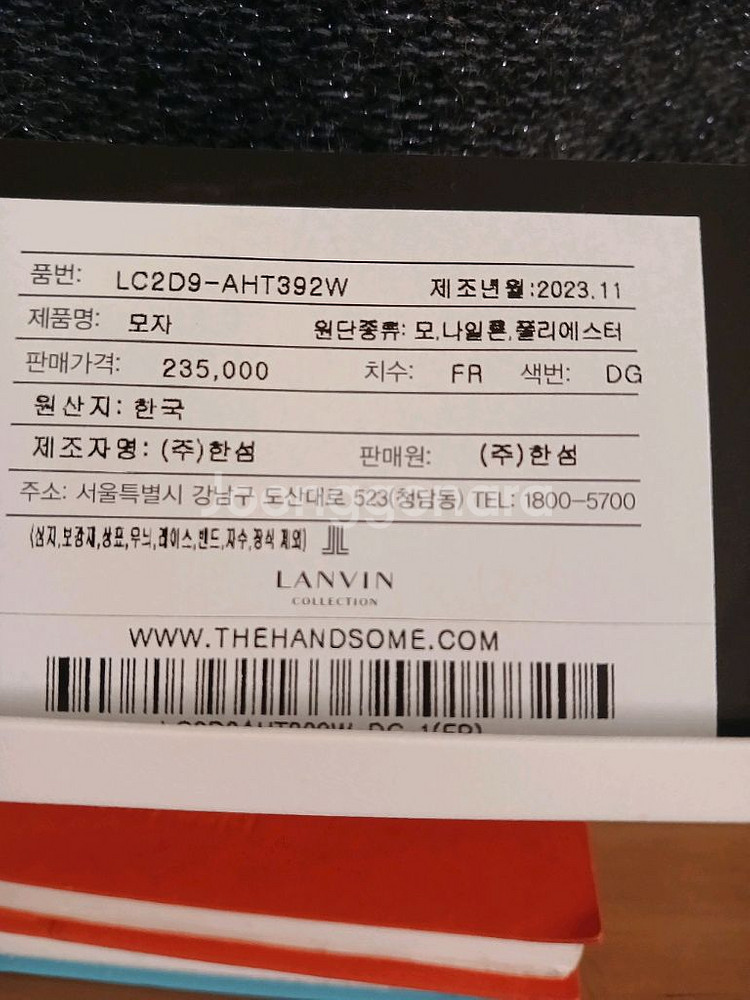 품번: LC2D9-AHT392W 제조년월:2023.11
제품명: 모자 원단종류: 모,나일론,폴리에스터
판매가격: 235,000 치수: FR 색번: DG
원산지: 한국
제조자명: (주)한섬 판매원: (주)한섬
주소: 서울특별시 강남구 도산대로 523(청담동) TEL: 1800-5700
(심지,보강재,상표,무늬,레이스,밴드,자수,장식 제외)
LANVIN
COLLECTION
WWW.THEHANDSOME.COM
joonggonara